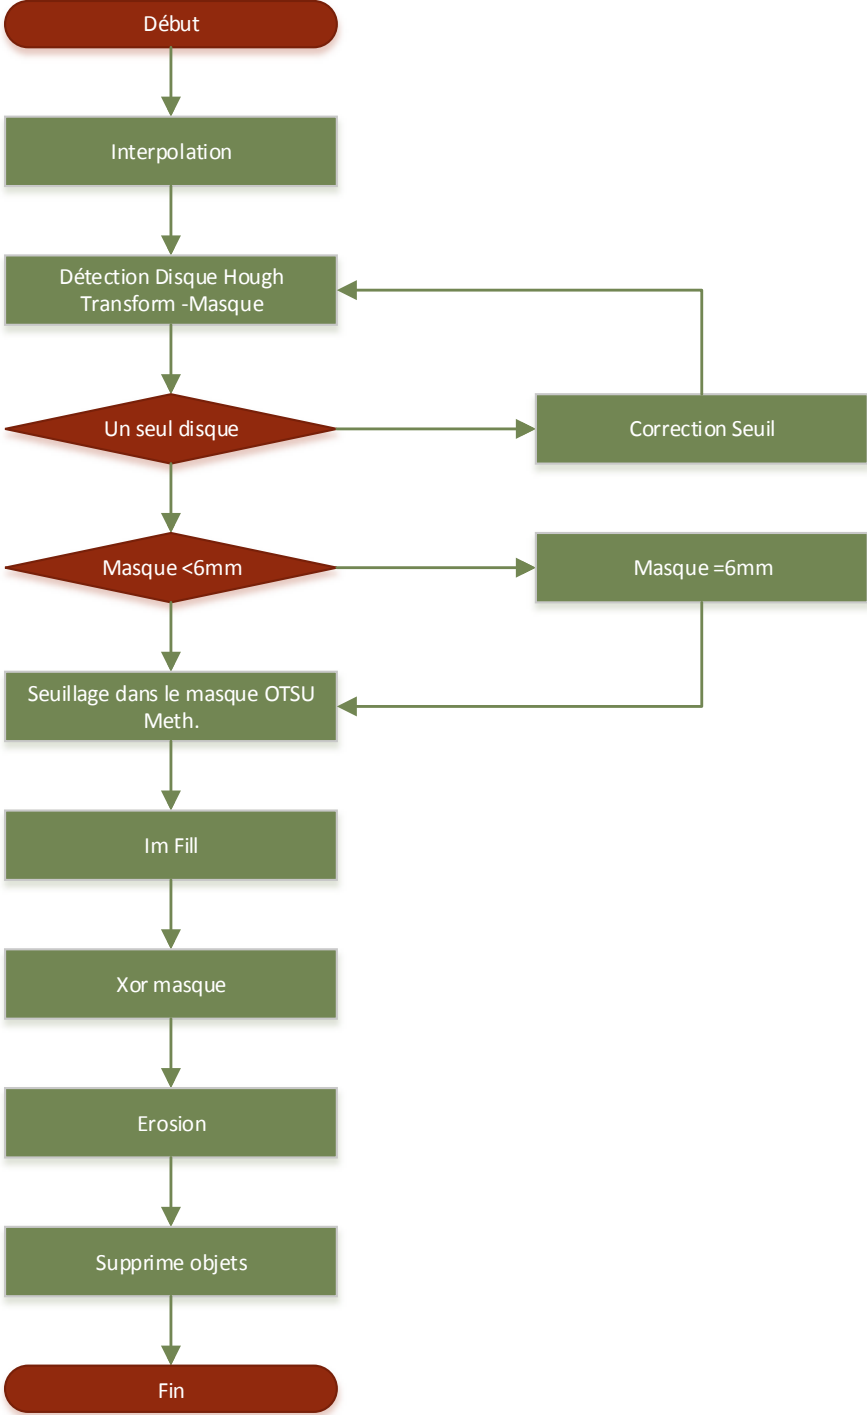 Début
Interpolation
Détection Disque Hough
Transform -Masque
Un seul disque
Correction Seuil
Masque <6mm
Masque =6mm
Seuillage dans le masque OTSU
Meth.
Im Fill
Xor masque
Erosion
Supprime objets
Fin